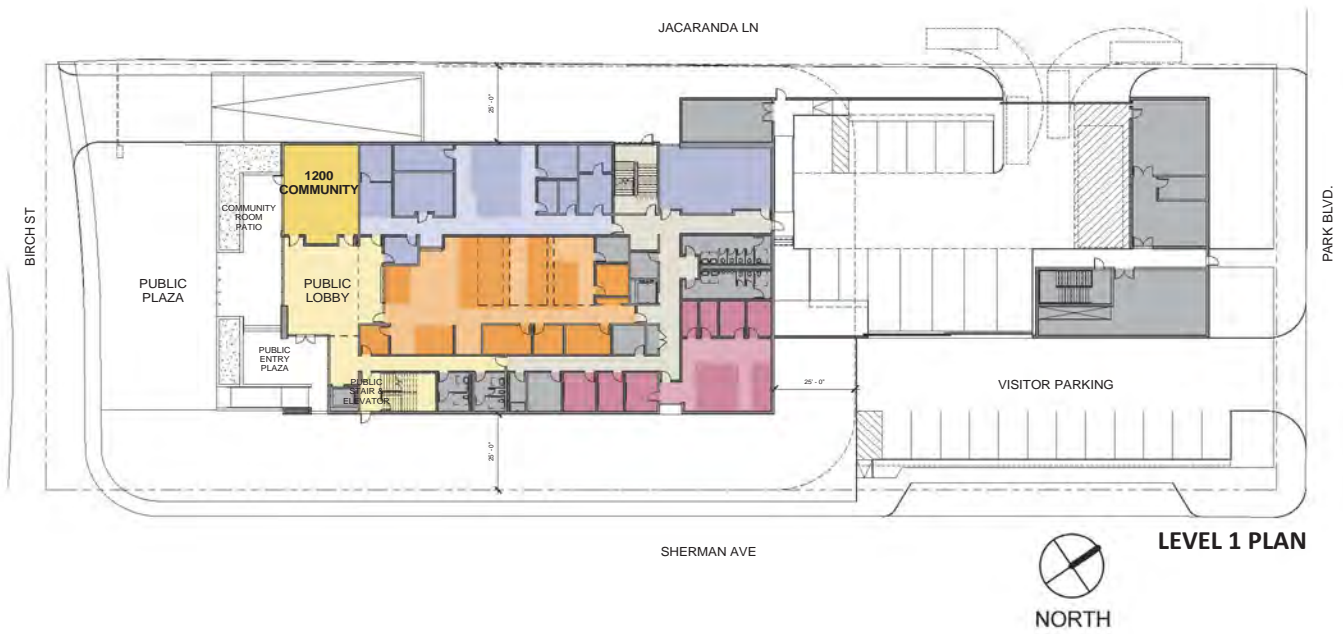 JACARANDA LN
25' - 0"
1200
COMMUNITY
COMMUNITY
ROOM
PATIO
BIRCH ST
PARK BLVD.
PUBLIC
PLAZA
PUBLIC
LOBBY
PUBLIC
ENTRY
PLAZA
PUBLIC
STAIR &
ELEVATOR
25' - 0"
VISITOR PARKING
25' - 0"
SHERMAN AVE
LEVEL 1 PLAN
NORTH